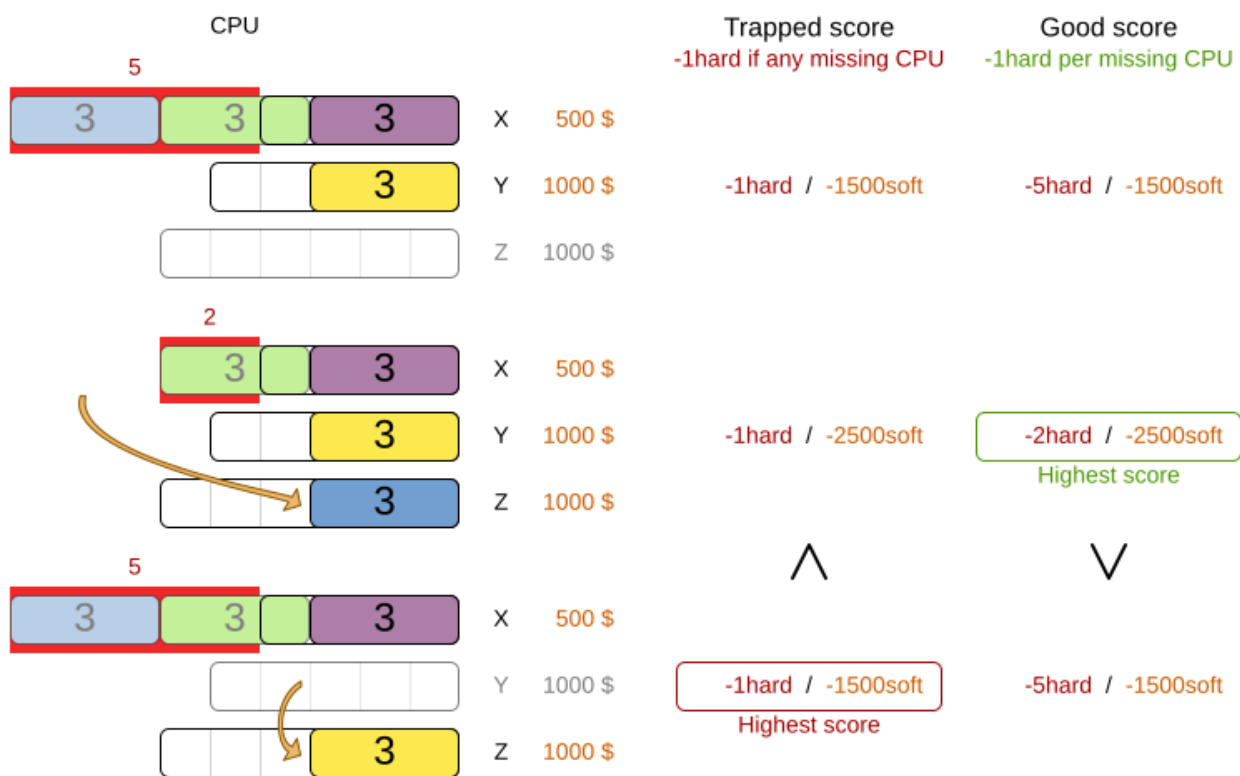 CPU Trapped score Good score
-1hard if any missing CPU -1hard per missing CPU
5
3 3 3 X 500 $
3 Y 1000 $ -1hard / -1500soft -5hard / -1500soft
Z 1000 $
2
3 3 X 500 $
3 Y 1000 $ -1hard / -2500soft -2hard / -2500soft
Highest score
3 Z 1000 $
5
3 3 3 X 500 $
Y 1000 $ -1hard / -1500soft -5hard / -1500soft
Highest score
3 Z 1000 $